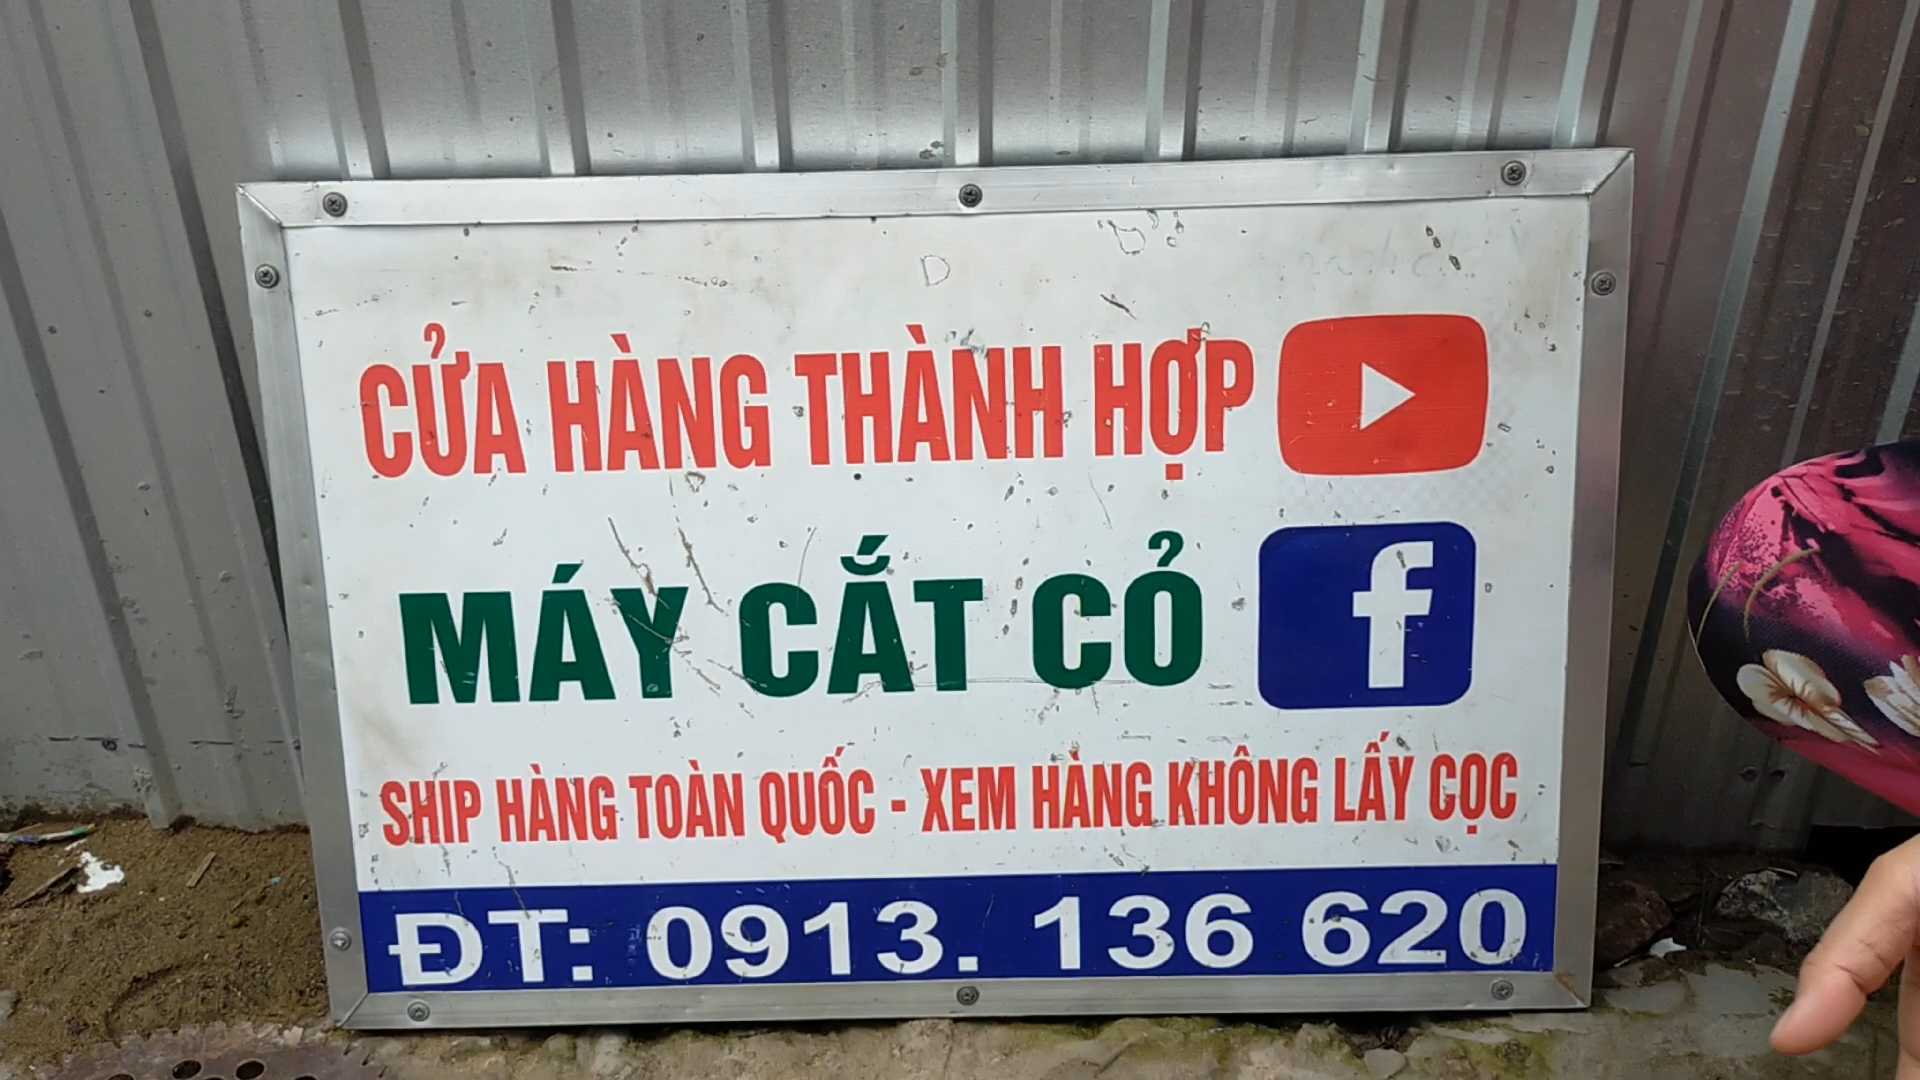 CỬA HÀNG THÀNH HỢP
MÁY CẮT CỎ
f
SHIP HÀNG TOÀN QUỐC - XEM HÀNG KHÔNG LẤY CỌC
ĐT: 0913. 136 620